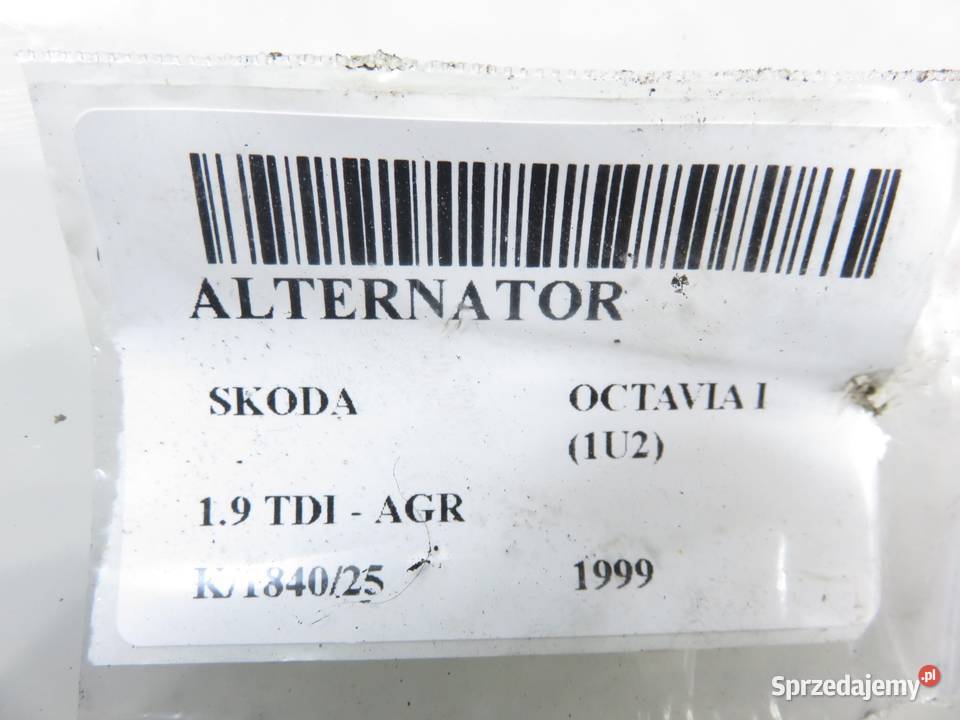 ALTERNATOR
SKODA OCTAVIA I
(1U2)
1.9 TDI - AGR
K/1840/25 1999
Sprzedajemy.pl